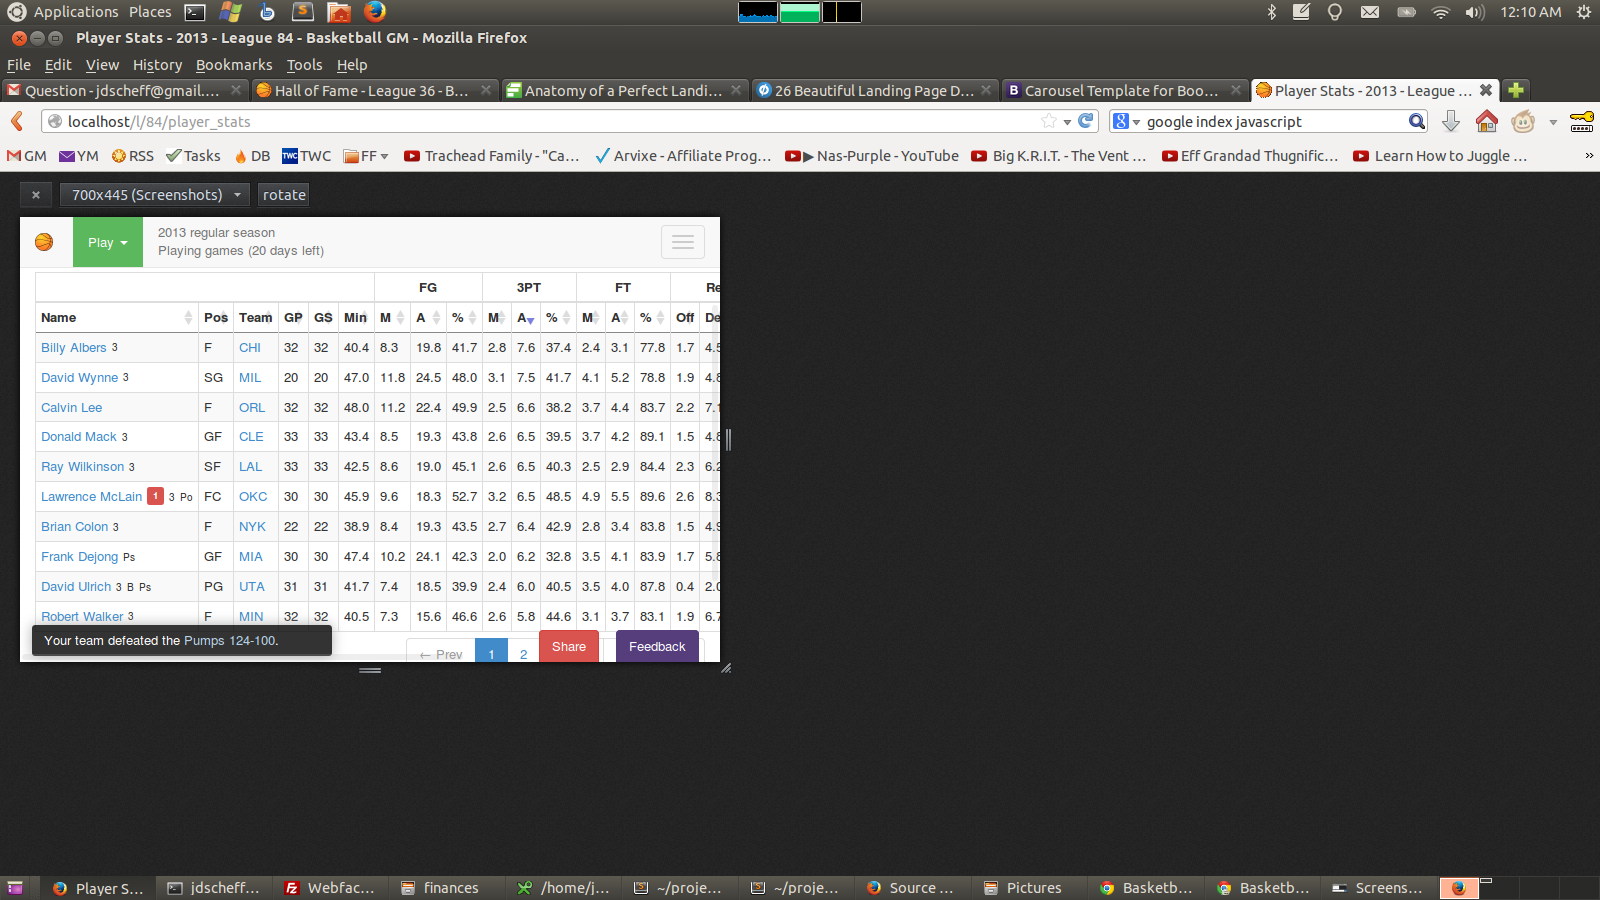 Applications Places 12:10 AM
Player Stats - 2013 - League 84 - Basketball GM - Mozilla Firefox
File Edit View History Bookmarks Tools Help
Question - jdscheff@gmail.... Hall of Fame - League 36 - B... Anatomy of a Perfect Landi... 26 Beautiful Landing Page D... B Carousel Template for Boo... Player Stats - 2013 - League ...
localhost/l/84/player_stats 8 google index javascript
GM YM RSS Tasks DB TWC TWC FF Trachead Family - "Ca... Arvixe - Affiliate Prog... ▶ Nas-Purple - YouTube Big K.R.I.T. - The Vent ... Eff Grandad Thugnific... Learn How to Juggle ... »
× 700x445 (Screenshots) rotate
Play 2013 regular season
Playing games (20 days left)
FG 3PT FT Re
Name Pos Team GP GS Min M A % M A % M A % Off De
Billy Albers 3 F CHI 32 32 40.4 8.3 19.8 41.7 2.8 7.6 37.4 2.4 3.1 77.8 1.7 4.5
David Wynne 3 SG MIL 20 20 47.0 11.8 24.5 48.0 3.1 7.5 41.7 4.1 5.2 78.8 1.9 4.8
Calvin Lee F ORL 32 32 48.0 11.2 22.4 49.9 2.5 6.6 38.2 3.7 4.4 83.7 2.2 7.1
Donald Mack 3 GF CLE 33 33 43.4 8.5 19.3 43.8 2.6 6.5 39.5 3.7 4.2 89.1 1.5 4.8
Ray Wilkinson 3 SF LAL 33 33 42.5 8.6 19.0 45.1 2.6 6.5 40.3 2.5 2.9 84.4 2.3 6.2
Lawrence McLain 1 3 Po FC OKC 30 30 45.9 9.6 18.3 52.7 3.2 6.5 48.5 4.9 5.5 89.6 2.6 8.3
Brian Colon 3 F NYK 22 22 38.9 8.4 19.3 43.5 2.7 6.4 42.9 2.8 3.4 83.8 1.5 4.9
Frank Dejong Ps GF MIA 30 30 47.4 10.2 24.1 42.3 2.0 6.2 32.8 3.5 4.1 83.9 1.7 5.8
David Ulrich 3 B Ps PG UTA 31 31 41.7 7.4 18.5 39.9 2.4 6.0 40.5 3.5 4.0 87.8 0.4 2.0
Robert Walker 3 F MIN 32 32 40.5 7.3 15.6 46.6 2.6 5.8 44.6 3.1 3.7 83.1 1.9 6.7
Your team defeated the Pumps 124-100. ← Prev 1 2 Share Feedback
Player S... jdscheff... Webfac... finances /home/j... ~/proje... ~/proje... Source ... Pictures Basketb... Basketb... Screens...